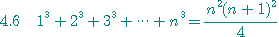 4.6 1³ + 2³ + 3³ + ··· + n³ = n²(n + 1)²/4